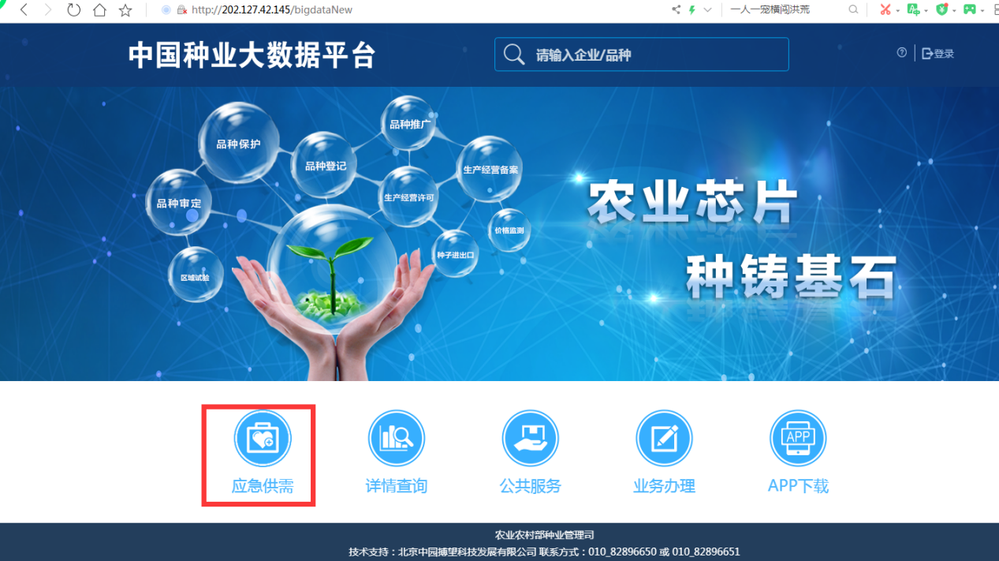 http://202.127.42.145/bigdataNew
一人一宠横闯洪荒
中国种业大数据平台
请输入企业/品种
登录
品种推广
品种保护
品种登记
生产经营备案
生产经营许可
品种审定
价格监测
种子进出口
区域试验
农业芯片
种铸基石
应急供需
详情查询
公共服务
业务办理
APP
APP下载
农业农村部种业管理司
技术支持：北京中园搏望科技发展有限公司 联系方式：010_82896650 或 010_82896651